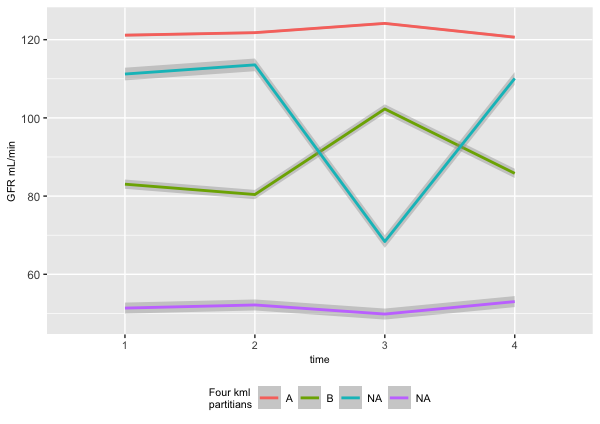 120
100
80
60
GFR mL/min
1 2 3 4
time
Four kml
partitians
A B NA NA